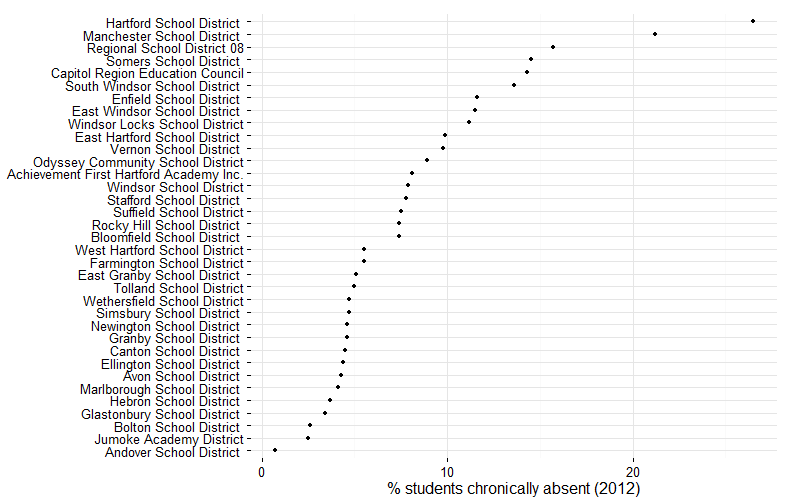 Hartford School District
Manchester School District
Regional School District 08
Somers School District
Capitol Region Education Council
South Windsor School District
Enfield School District
East Windsor School District
Windsor Locks School District
East Hartford School District
Vernon School District
Odyssey Community School District
Achievement First Hartford Academy Inc.
Windsor School District
Stafford School District
Suffield School District
Rocky Hill School District
Bloomfield School District
West Hartford School District
Farmington School District
East Granby School District
Tolland School District
Wethersfield School District
Simsbury School District
Newington School District
Granby School District
Canton School District
Ellington School District
Avon School District
Marlborough School District
Hebron School District
Glastonbury School District
Bolton School District
Jumoke Academy District
Andover School District
0 10 20
% students chronically absent (2012)